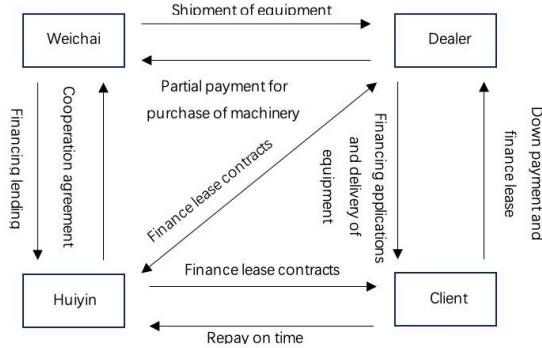 Shipment of equipment
Weichai
Dealer
Partial payment for
purchase of machinery
Financing lending
Cooperation agreement
Finance lease contracts
Financing applications
and delivery of
equipment
Down payment and
finance lease
Finance lease contracts
Huiyin
Client
Repay on time